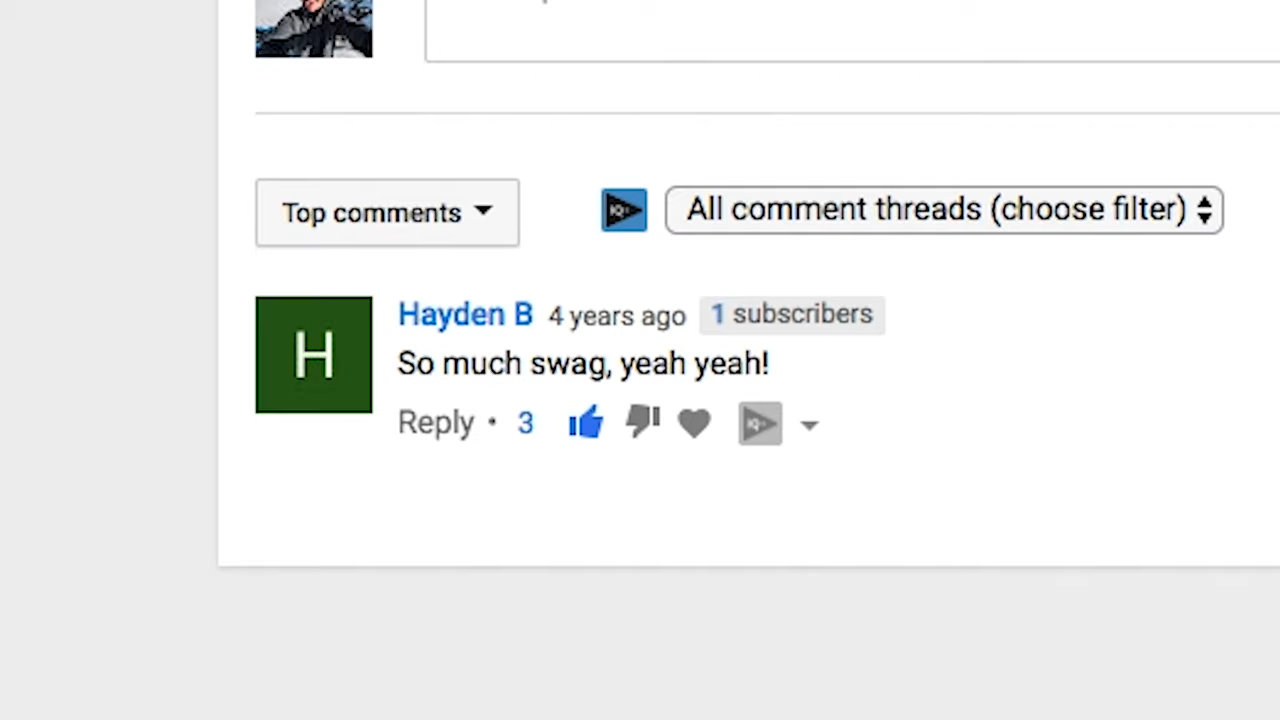 Top comments
All comment threads (choose filter)
H
Hayden B 4 years ago 1 subscribers
So much swag, yeah yeah!
Reply • 3